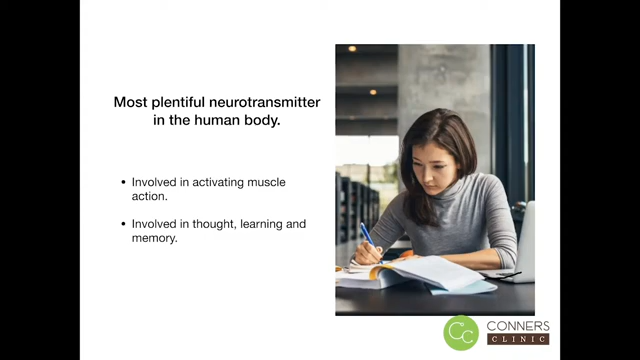 Most plentiful neurotransmitter
in the human body.
• Involved in activating muscle
action.
• Involved in thought, learning and
memory.
CC
CONNERS
CLINIC